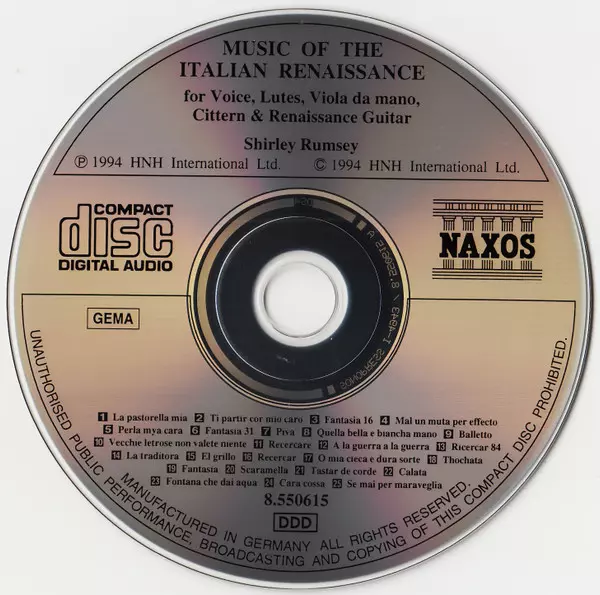 MUSIC OF THE
ITALIAN RENAISSANCE
for Voice, Lutes, Viola da mano,
Cittern & Renaissance Guitar
Shirley Rumsey
℗ 1994 HNH International Ltd. © 1994 HNH International Ltd.
COMPACT
disc
DIGITAL AUDIO
NAXOS
GEMA
1 La pastorella mia 2 Ti partir cor mio caro 3 Fantasia 16 4 Mal un muta per effecto
5 Perla mya cara 6 Fantasia 31 7 Piva 8 Quella bella e biancha mano 9 Balletto
10 Vecchie letrose non valete mente 11 Recercare 12 A la guerra a la guerra 13 Ricercar 84
14 La traditora 15 El grillo 16 Recercar 17 O mia cieca e dura sorte 18 Thochata
19 Fantasia 20 Scaramella 21 Tastar de corde 22 Calata
23 Fontana che dai aqua 24 Cara cossa 25 Se mai per maraveglia
8.550615
DDD
UNAUTHORISED PUBLIC PERFORMANCE, BROADCASTING AND COPYING OF THIS COMPACT DISC PROHIBITED.
MANUFACTURED IN GERMANY ALL RIGHTS RESERVED.